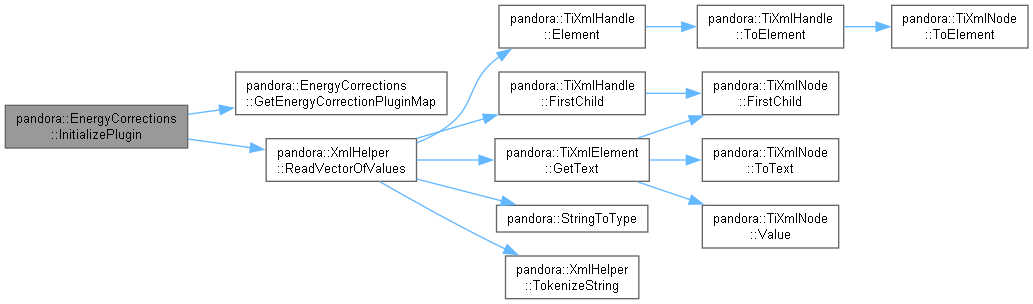 pandora::EnergyCorrections
::InitializePlugin
pandora::EnergyCorrections
::GetEnergyCorrectionPluginMap
pandora::XmlHelper
::ReadVectorOfValues
pandora::TiXmlHandle
::Element
pandora::TiXmlHandle
::ToElement
pandora::TiXmlNode
::ToElement
pandora::TiXmlHandle
::FirstChild
pandora::TiXmlNode
::FirstChild
pandora::TiXmlElement
::GetText
pandora::TiXmlNode
::ToText
pandora::TiXmlNode
::Value
pandora::StringToType
pandora::XmlHelper
::TokenizeString